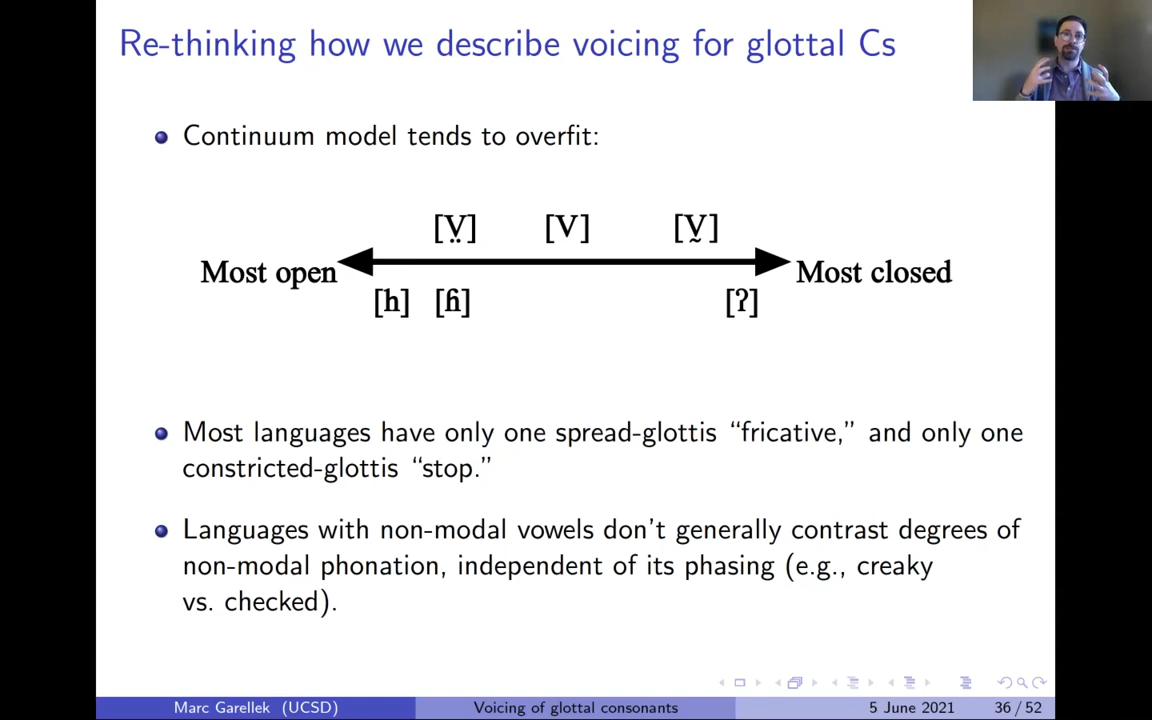 Re-thinking how we describe voicing for glottal Cs
Continuum model tends to overfit:
[V̤] [V] [V̰]
Most open Most closed
[h] [ɦ] [ʔ]
Most languages have only one spread-glottis “fricative,” and only one
constricted-glottis “stop.”
Languages with non-modal vowels don’t generally contrast degrees of
non-modal phonation, independent of its phasing (e.g., creaky
vs. checked).
Marc Garellek (UCSD) Voicing of glottal consonants 5 June 2021 36 / 52